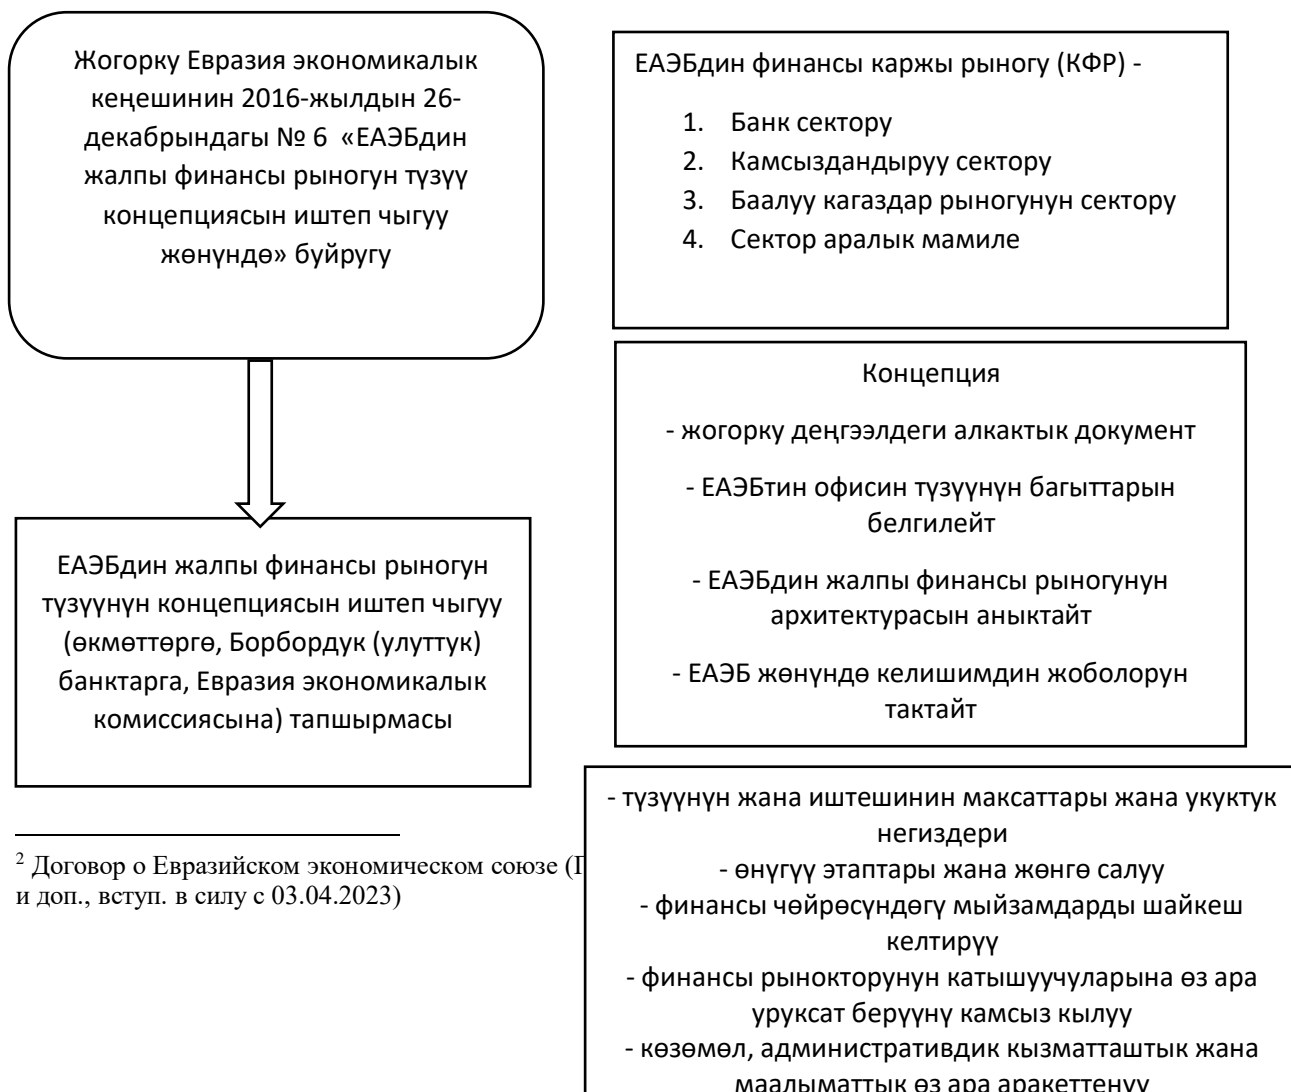 Жогорку Евразия экономикалык
кеңешинин 2016-жылдын 26-
декабрындагы № 6 «ЕАЭБдин
жалпы финансы рыногун түзүү
концепциясын иштеп чыгуу
жөнүндө» буйругу
ЕАЭБдин жалпы финансы рыногун
түзүүнүн концепциясын иштеп чыгуу
(өкмөттөргө, Борбордук (улуттук)
банктарга, Евразия экономикалык
комиссиясына) тапшырмасы
ЕАЭБдин финансы каржы рыногу (КФР) -
1. Банк сектору
2. Камсыздандыруу сектору
3. Баалуу кагаздар рыногунун сектору
4. Сектор аралык мамиле
Концепция
- жогорку деңгээлдеги алкактык документ
- ЕАЭБтин офисин түзүүнүн багыттарын
белгилейт
- ЕАЭБдин жалпы финансы рыногунун
архитектурасын аныктайт
- ЕАЭБ жөнүндө келишимдин жоболорун
тактайт
- түзүүнүн жана иштешинин максаттары жана укуктук
негиздери
- өнүгүү этаптары жана жөнгө салуу
- финансы чөйрөсүндөгү мыйзамдарды шайкеш
келтирүү
- финансы рынокторунун катышуучуларына өз ара
уруксат берүүнү камсыз кылуу
- көзөмөл, административдик кызматташтык жана
маалыматтык өз ара аракеттенүү
2 Договор о Евразийском экономическом союзе
и доп., вступ. в силу с 03.04.2023)